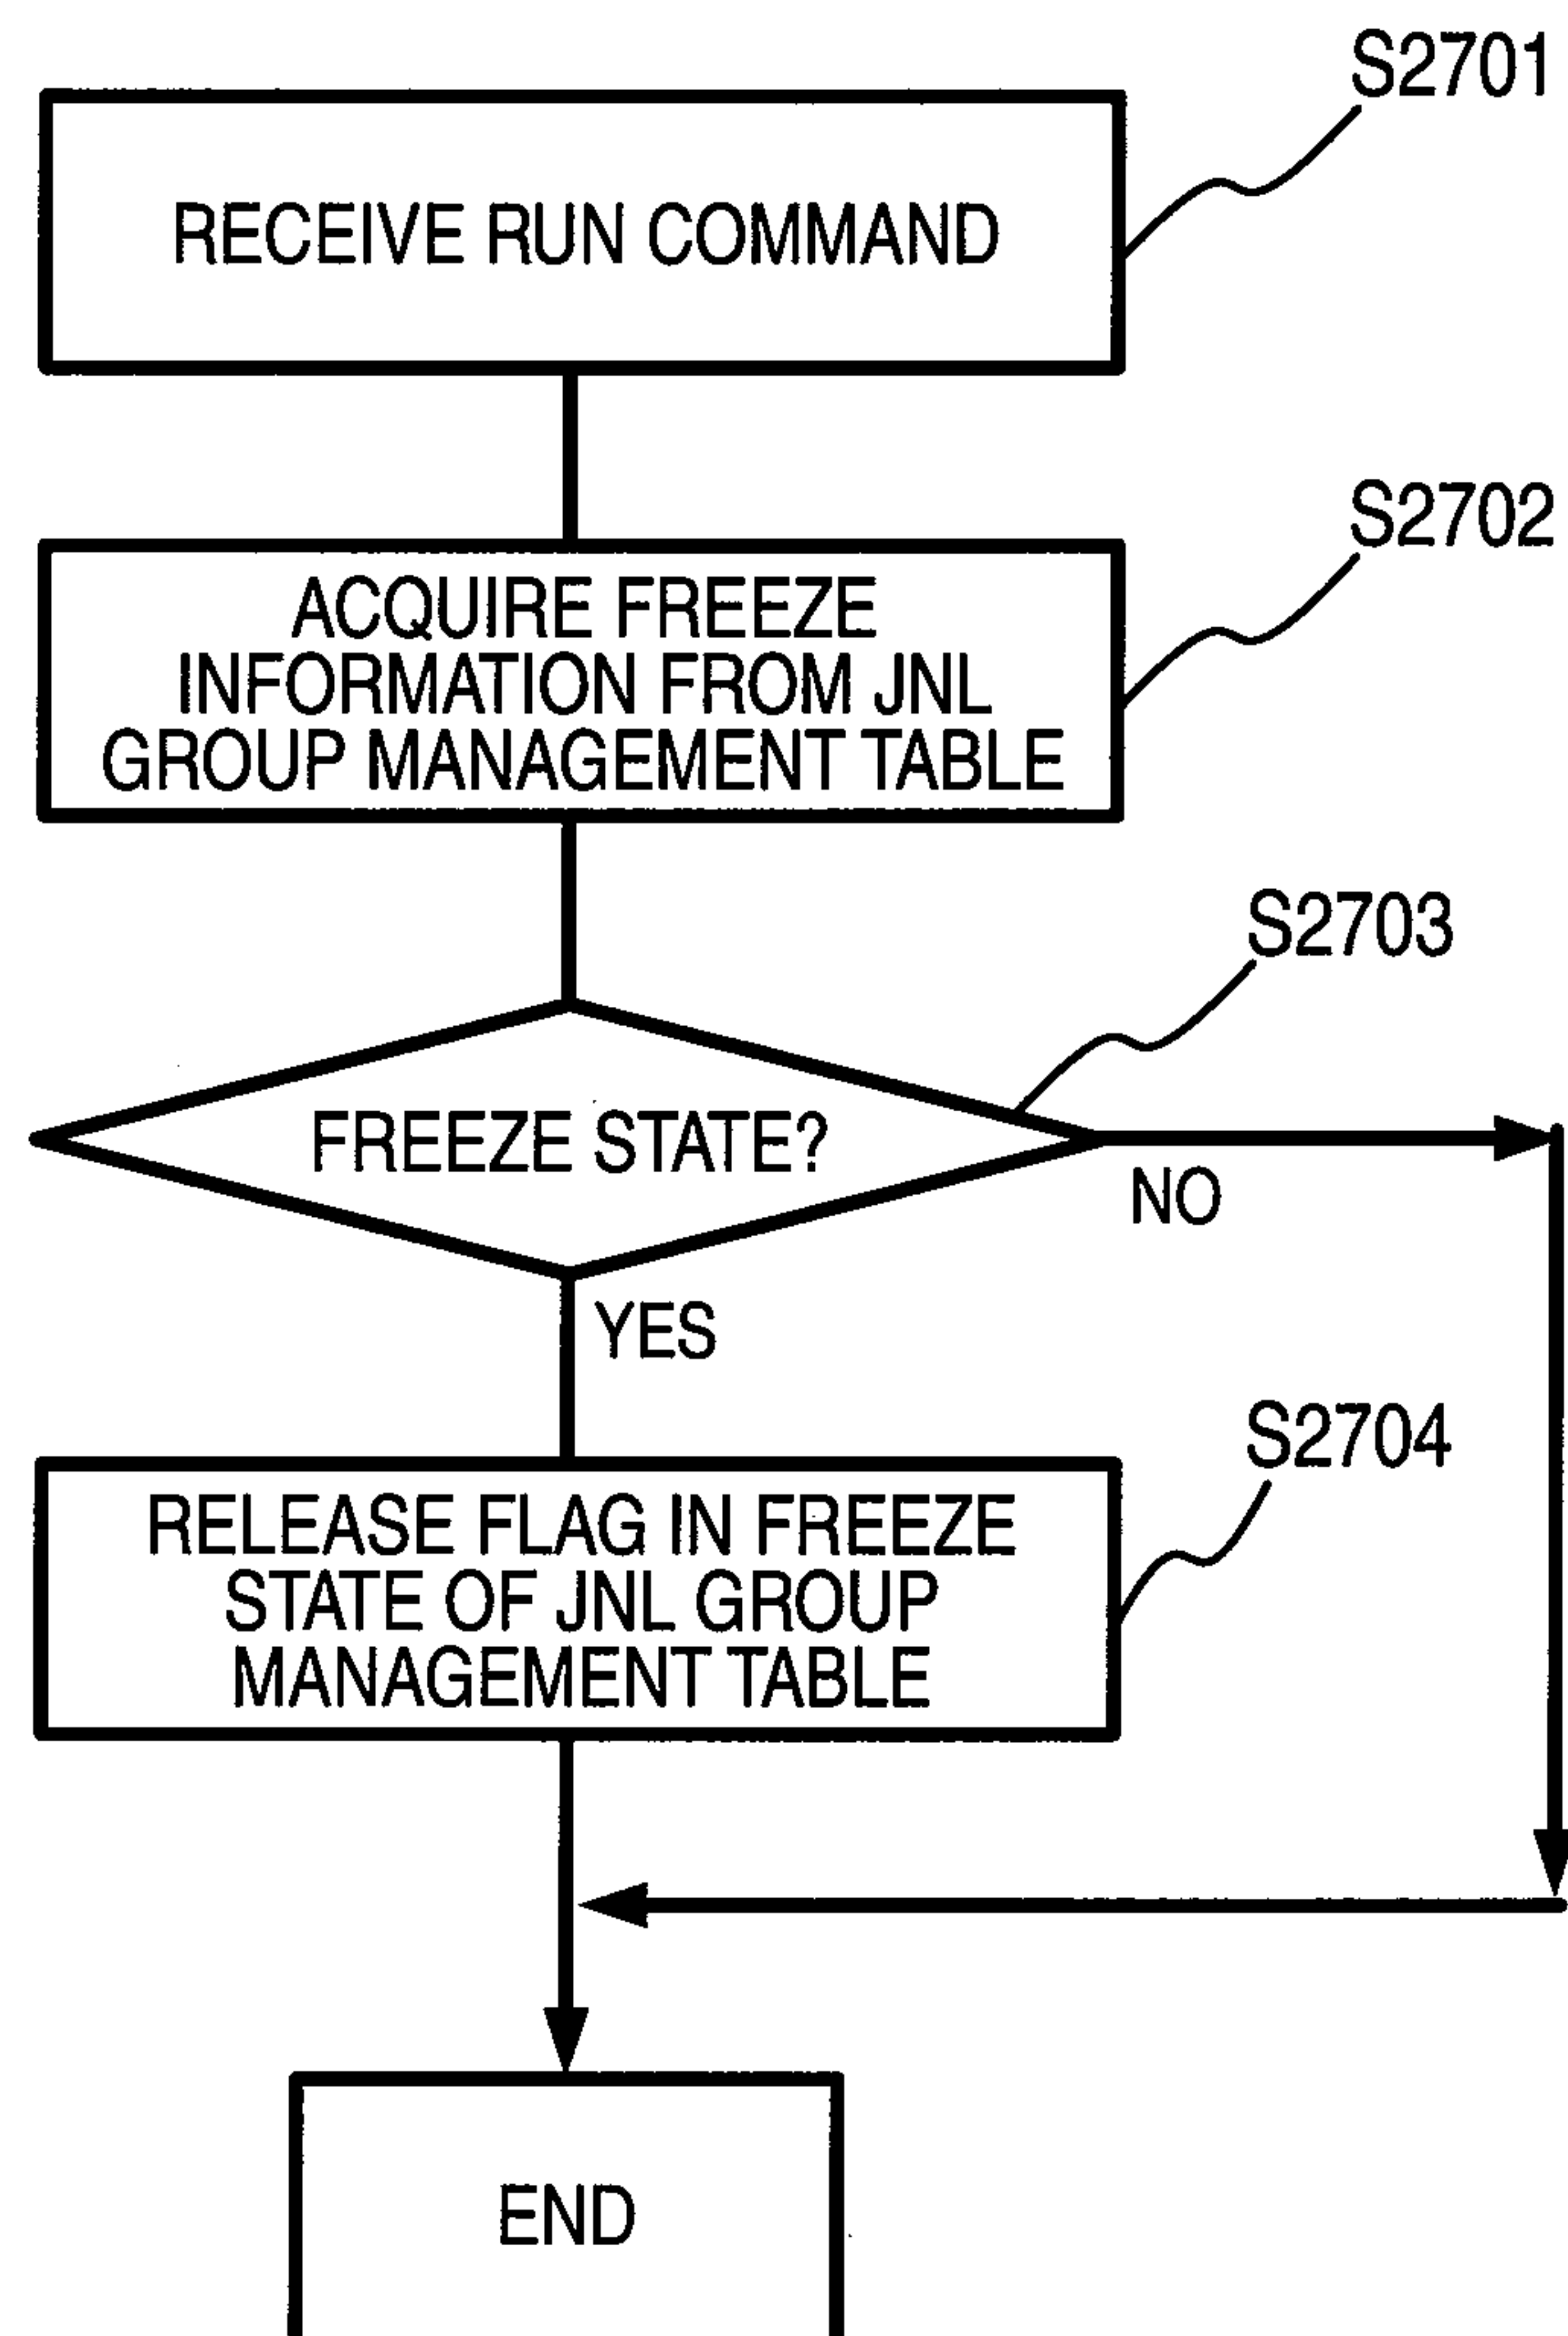 S2701
RECEIVE RUN COMMAND
S2702
ACQUIRE FREEZE
INFORMATION FROM JNL
GROUP MANAGEMENT TABLE
S2703
FREEZE STATE?
NO
YES
S2704
RELEASE FLAG IN FREEZE
STATE OF JNL GROUP
MANAGEMENT TABLE
END